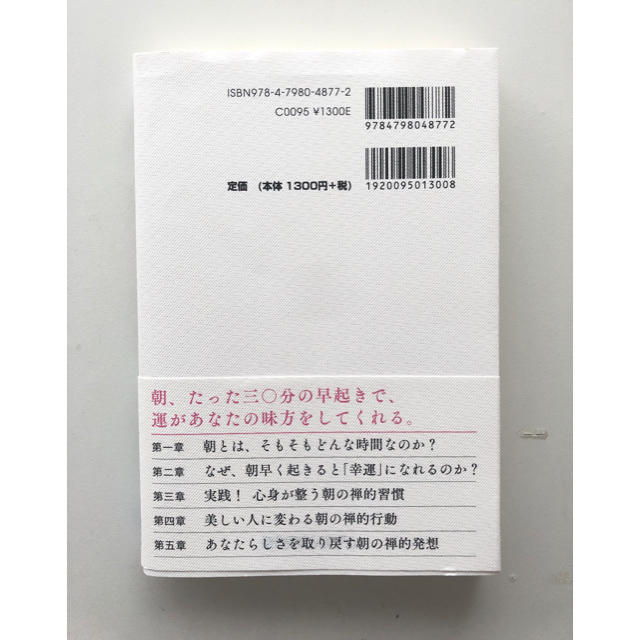 ISBN978-4-7980-4877-2
C0095 ¥1300E
9784798048772
定価 (本体 1300円+税)
1920095013008
朝、たった三〇分の早起きで、
運があなたの味方をしてくれる。
第一章 朝とは、そもそもどんな時間なのか？
第二章 なぜ、朝早く起きると「幸運」になれるのか？
第三章 実践！ 心身が整う朝の禅的習慣
第四章 美しい人に変わる朝の禅的行動
第五章 あなたらしさを取り戻す朝の禅的発想